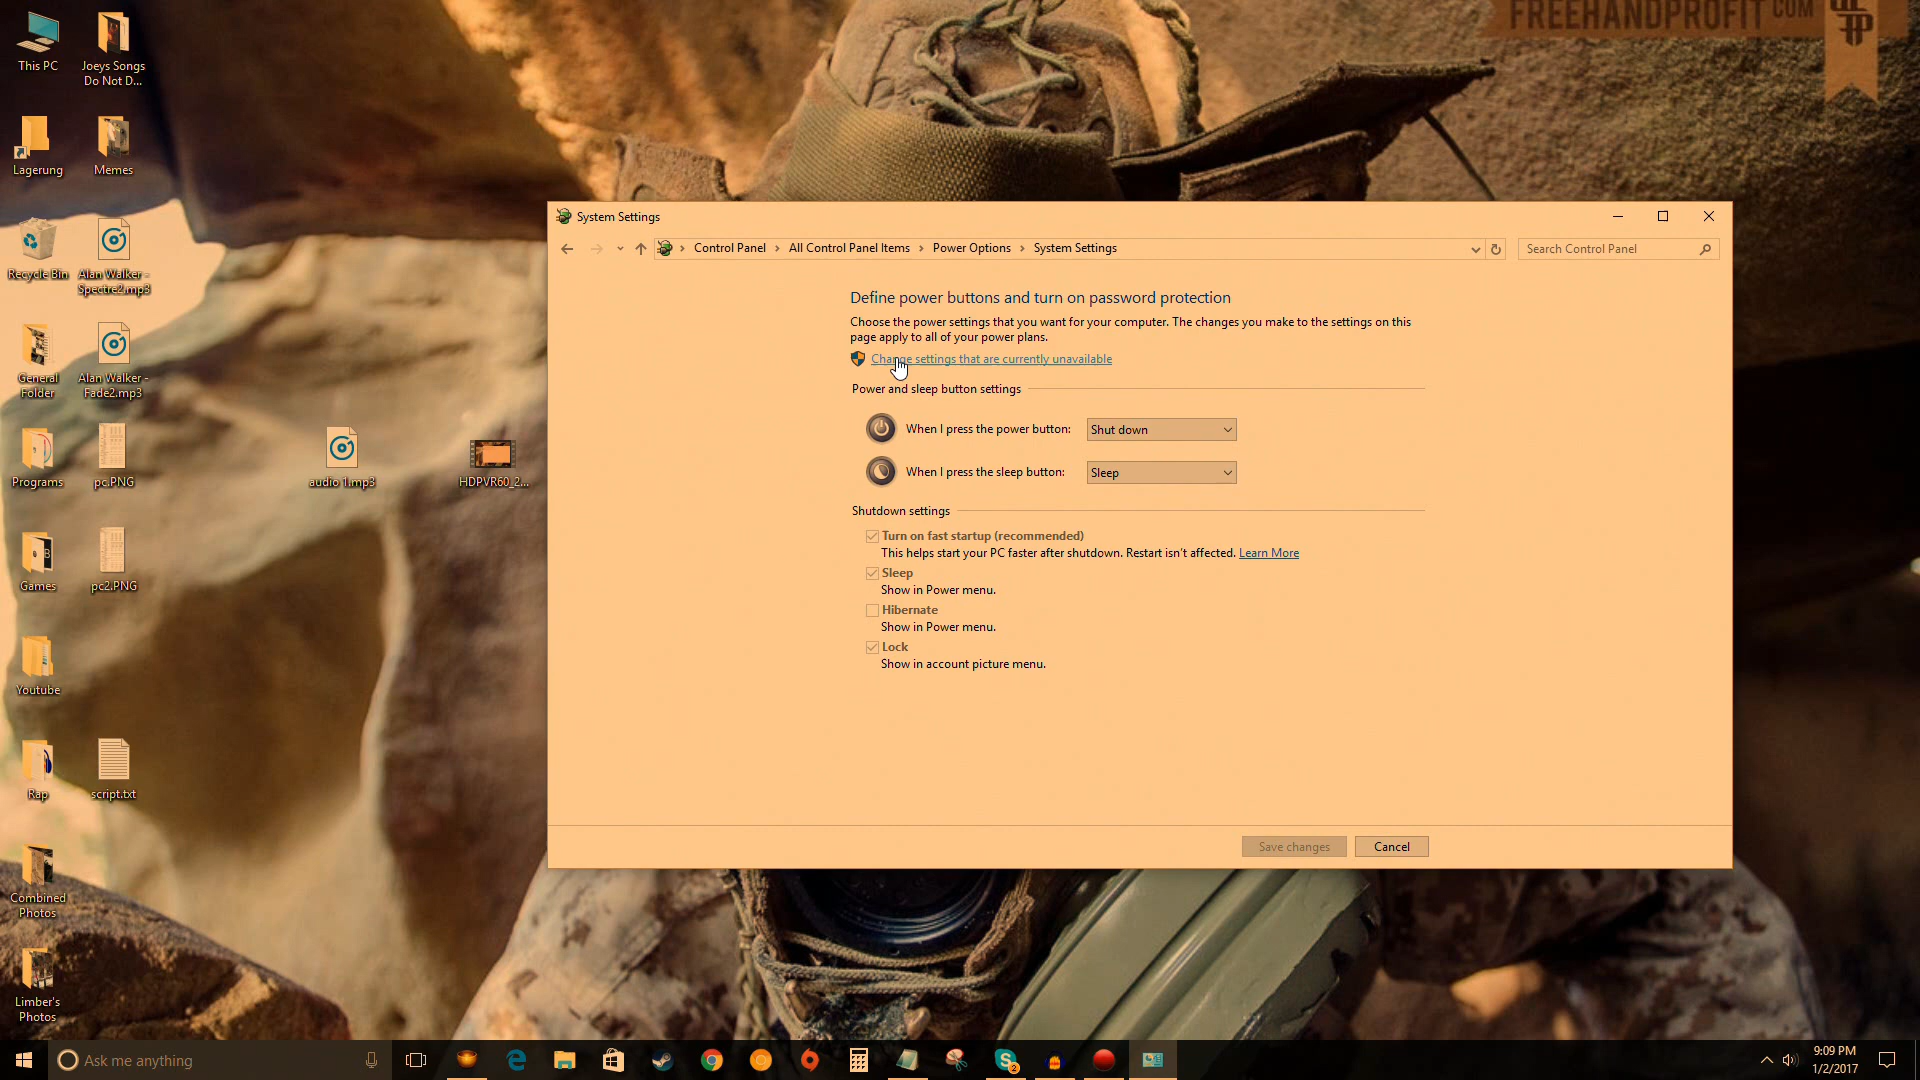 FREEHANDPROFIT COM
This PC
Joeys Songs
Do Not D...
Lagerung
Memes
Recycle Bin
Alan Walker -
Spectre2.mp3
General
Folder
Alan Walker -
Fade2.mp3
Programs
pc.PNG
audio 1.mp3
HDPVR60_2...
Games
pc2.PNG
Youtube
Rap
script.txt
Combined
Photos
Limber's
Photos
System Settings
Control Panel > All Control Panel Items > Power Options > System Settings
Search Control Panel
Define power buttons and turn on password protection
Choose the power settings that you want for your computer. The changes you make to the settings on this
page apply to all of your power plans.
Change settings that are currently unavailable
Power and sleep button settings
When I press the power button: Shut down
When I press the sleep button: Sleep
Shutdown settings
Turn on fast startup (recommended)
This helps start your PC faster after shutdown. Restart isn't affected. Learn More
Sleep
Show in Power menu.
Hibernate
Show in Power menu.
Lock
Show in account picture menu.
Save changes
Cancel
Ask me anything
2
9:09 PM
1/2/2017